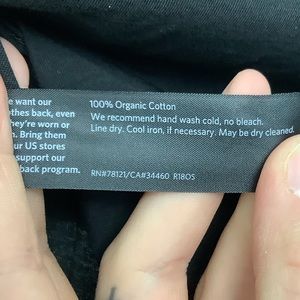 e want our
othes back, even
they're worn or
n. Bring them
ur US stores
support our
back program.
100% Organic Cotton
We recommend hand wash cold, no bleach.
Line dry. Cool iron, if necessary. May be dry cleaned.
RN#78121/CA#34460 R180S